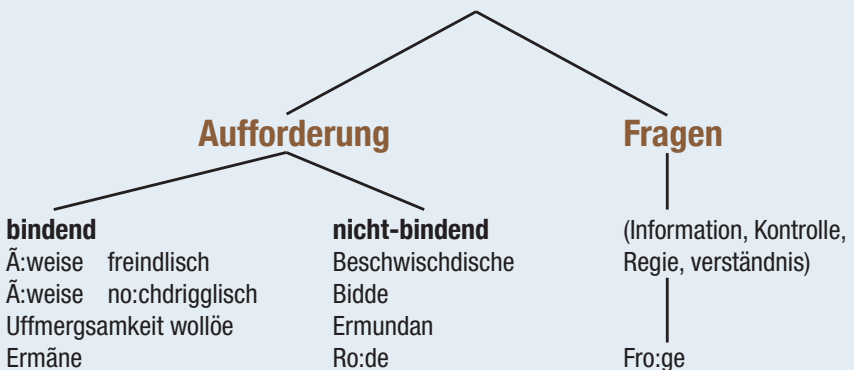 Aufforderung Fragen
bindend nicht-bindend (Information, Kontrolle,
Ã:weise freindlisch Beschwischdische Regie, verständnis)
Ã:weise no:chdrigglisch Bidde
Uffmergsamkeit wollöe Ermundan
Ermãne Ro:de Fro:ge